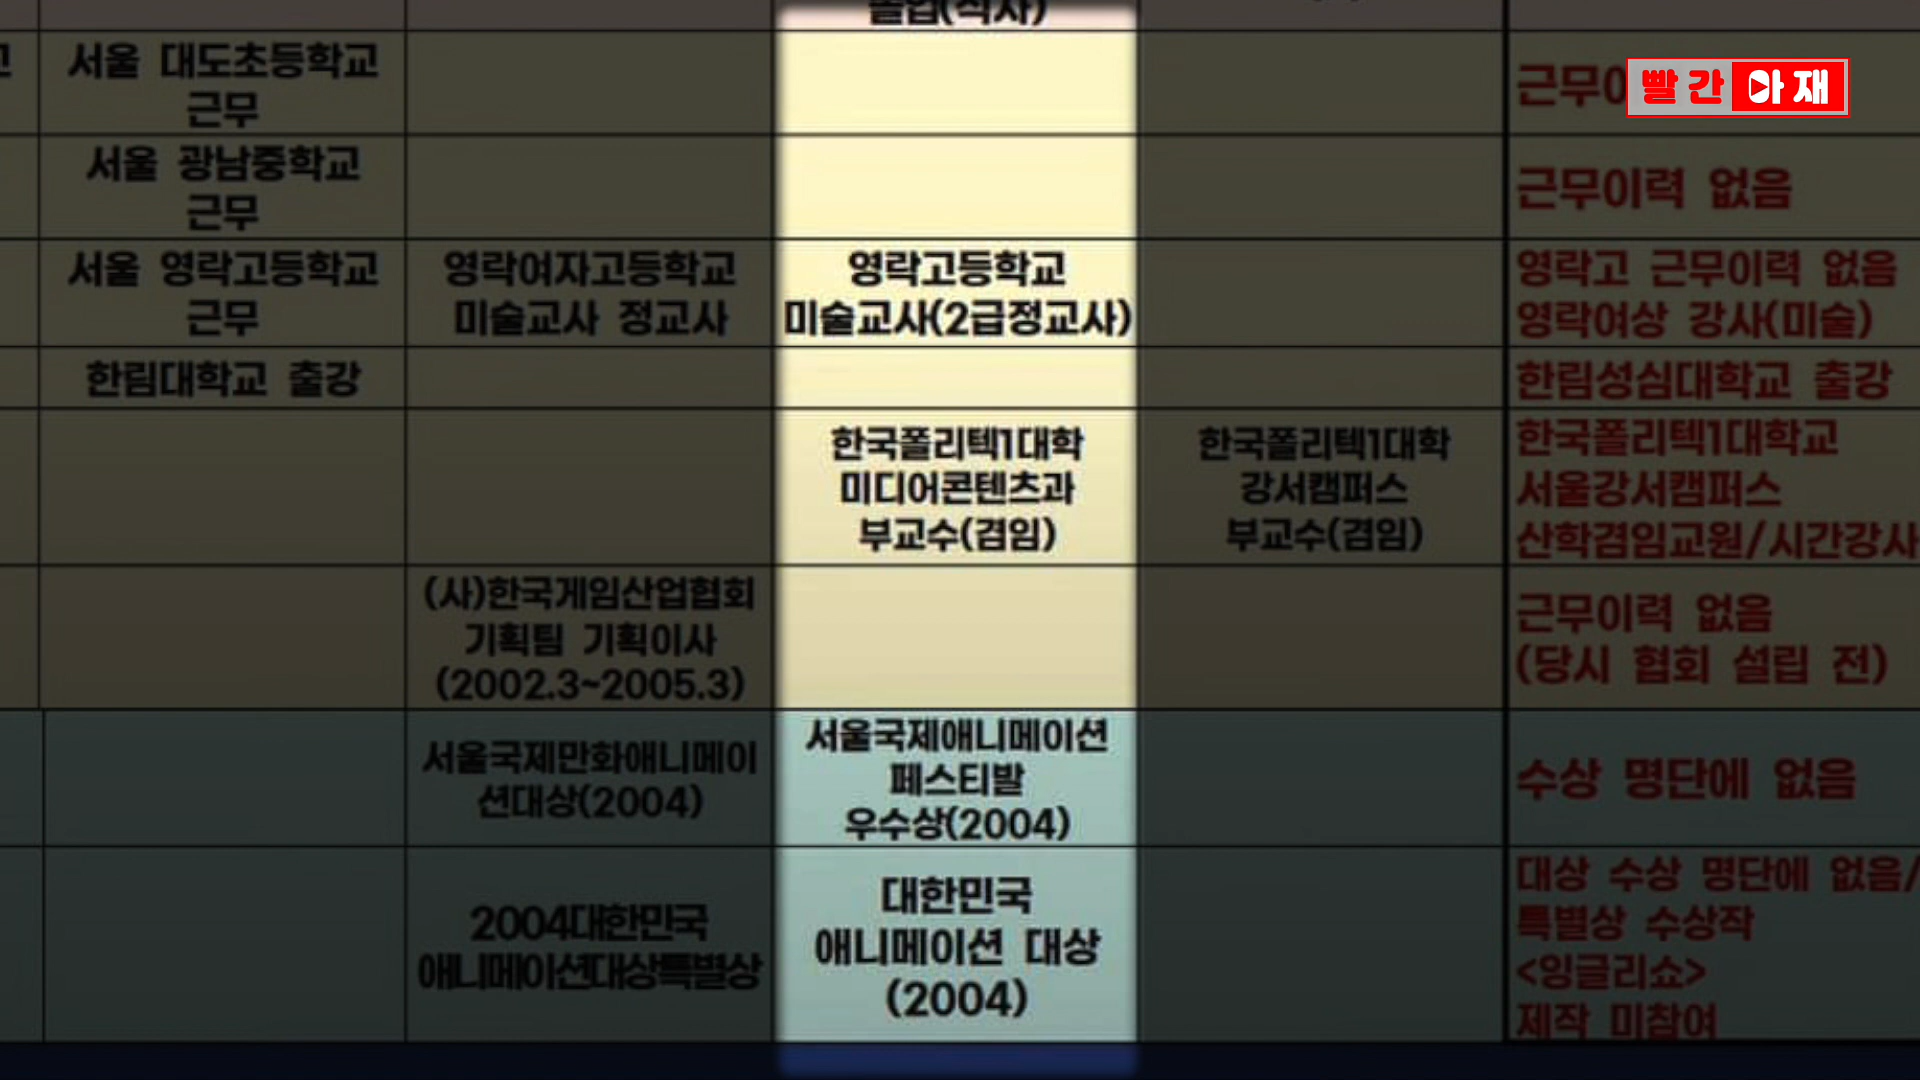 졸업(석사)
교
서울 대도초등학교
근무
근무이
빨간 아재
서울 광남중학교
근무
근무이력 없음
서울 영락고등학교
근무
영락여자고등학교
미술교사 정교사
영락고등학교
미술교사(2급정교사)
영락고 근무이력 없음
영락여상 강사(미술)
한림대학교 출강
한림성심대학교 출강
한국폴리텍1대학
미디어콘텐츠과
부교수(겸임)
한국폴리텍1대학
강서캠퍼스
부교수(겸임)
한국폴리텍1대학교
서울강서캠퍼스
산학겸임교원/시간강사
(사)한국게임산업협회
기획팀 기획이사
(2002.3~2005.3)
근무이력 없음
(당시 협회 설립 전)
서울국제만화애니메이
션대상(2004)
서울국제애니메이션
페스티발
우수상(2004)
수상 명단에 없음
2004대한민국
애니메이션대상특별상
대한민국
애니메이션 대상
(2004)
대상 수상 명단에 없음/
특별상 수상작
<잉글리쇼>
제작 미참여